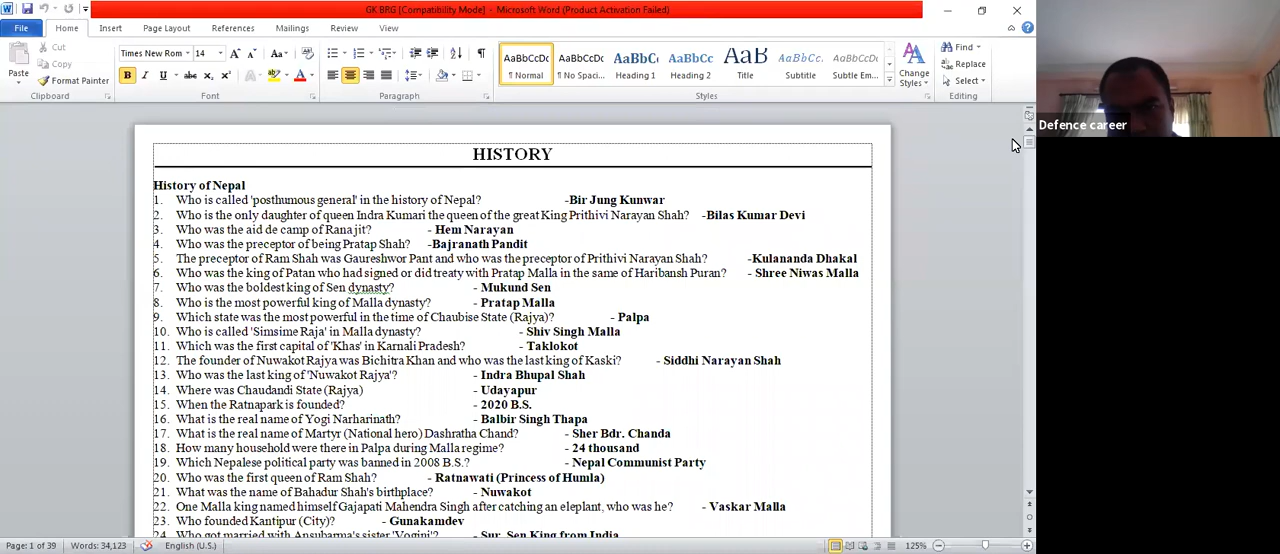 GK BRG [Compatibility Mode] - Microsoft Word (Product Activation Failed)
File Home Insert Page Layout References Mailings Review View
Cut
Copy
Format Painter
Paste
Clipboard
Times New Rom 14
Font
Paragraph
AaBbCcDc AaBbCcDc AaBbC AaBbCc AaB AaBbCc. AaBbCcDc
¶ Normal ¶ No Spaci... Heading 1 Heading 2 Title Subtitle Subtle Em...
Change Styles
Styles
Find
Replace
Select
Editing
Defence career
HISTORY
History of Nepal
1. Who is called 'posthumous general' in the history of Nepal? -Bir Jung Kunwar
2. Who is the only daughter of queen Indra Kumari the queen of the great King Prithivi Narayan Shah? -Bilas Kumar Devi
3. Who was the aid de camp of Rana jit? - Hem Narayan
4. Who was the preceptor of being Pratap Shah? -Bajranath Pandit
5. The preceptor of Ram Shah was Gaureshwor Pant and who was the preceptor of Prithivi Narayan Shah? -Kulananda Dhakal
6. Who was the king of Patan who had signed or did treaty with Pratap Malla in the same of Haribansh Puran? - Shree Niwas Malla
7. Who was the boldest king of Sen dynasty? - Mukund Sen
8. Who is the most powerful king of Malla dynasty? - Pratap Malla
9. Which state was the most powerful in the time of Chaubise State (Rajya)? - Palpa
10. Who is called 'Simsime Raja' in Malla dynasty? - Shiv Singh Malla
11. Which was the first capital of 'Khas' in Karnali Pradesh? - Taklokot
12. The founder of Nuwakot Rajya was Bichitra Khan and who was the last king of Kaski? - Siddhi Narayan Shah
13. Who was the last king of 'Nuwakot Rajya'? - Indra Bhupal Shah
14. Where was Chaudandi State (Rajya) - Udayapur
15. When the Ratnapark is founded? - 2020 B.S.
16. What is the real name of Yogi Narharinath? - Balbir Singh Thapa
17. What is the real name of Martyr (National hero) Dashratha Chand? - Sher Bdr. Chanda
18. How many household were there in Palpa during Malla regime? - 24 thousand
19. Which Nepalese political party was banned in 2008 B.S.? - Nepal Communist Party
20. Who was the first queen of Ram Shah? - Ratnawati (Princess of Humla)
21. What was the name of Bahadur Shah's birthplace? - Nuwakot
22. One Malla king named himself Gajapati Mahendra Singh after catching an eleplant, who was he? - Vaskar Malla
23. Who founded Kantipur (City)? - Gunakamdev
24. Who got married with Ansubarma's sister 'Yogini'? - Sur. Sen King from India
Page: 1 of 39 Words: 34,123 English (U.S.) 125%